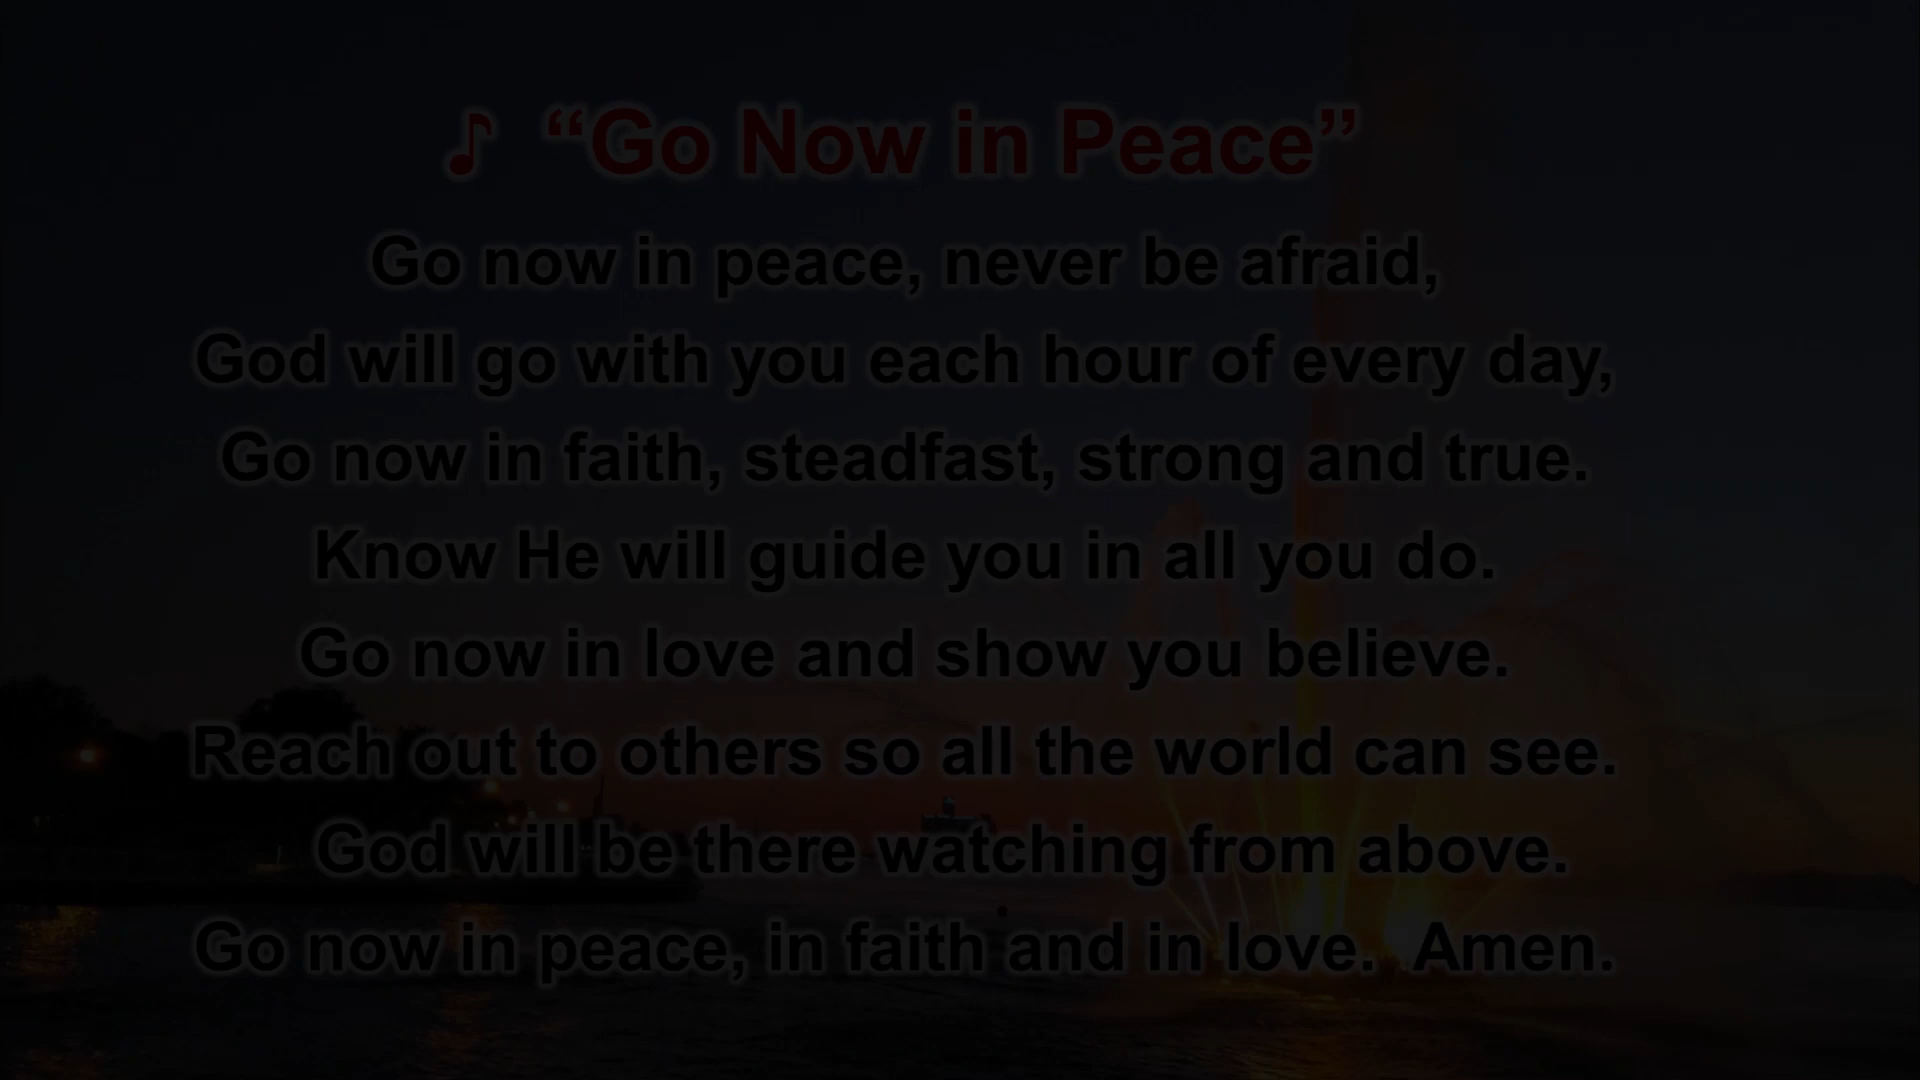 ♪ “Go Now in Peace”
Go now in peace, never be afraid,
God will go with you each hour of every day,
Go now in faith, steadfast, strong and true.
Know He will guide you in all you do.
Go now in love and show you believe.
Reach out to others so all the world can see.
God will be there watching from above.
Go now in peace, in faith and in love. Amen.